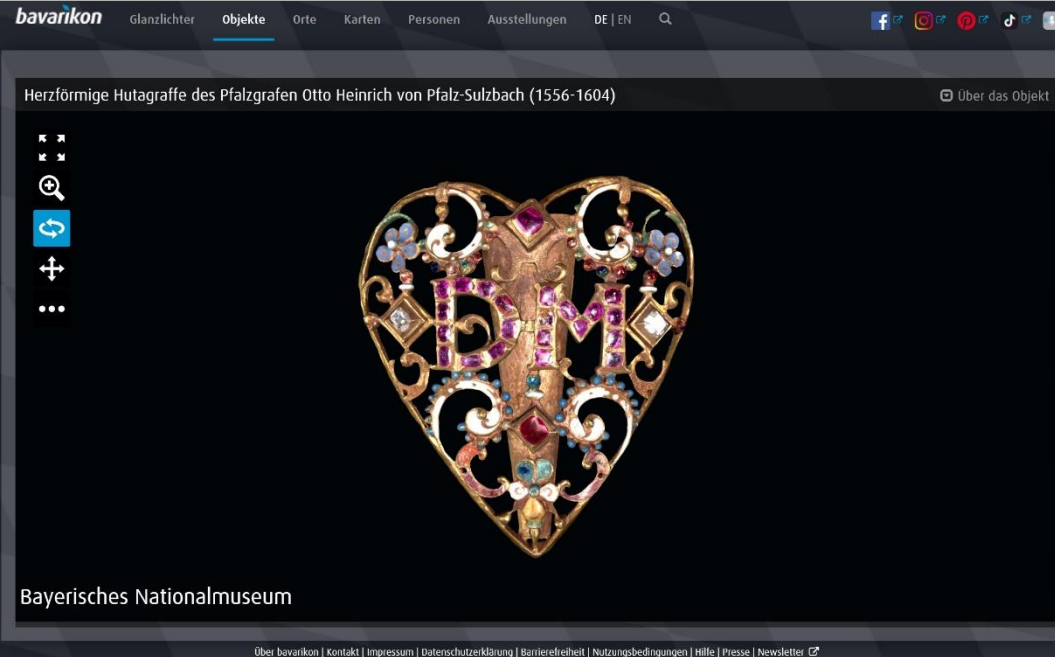 bavarikon Glanzlichter Objekte Orte Karten Personen Ausstellungen DE | EN
Herzförmige Hutagraffe des Pfalzgrafen Otto Heinrich von Pfalz-Sulzbach (1556-1604) Über das Objekt
DM
Bayerisches Nationalmuseum
Über bavarikon | Kontakt | Impressum | Datenschutzerklärung | Barrierefreiheit | Nutzungsbedingungen | Hilfe | Presse | Newsletter